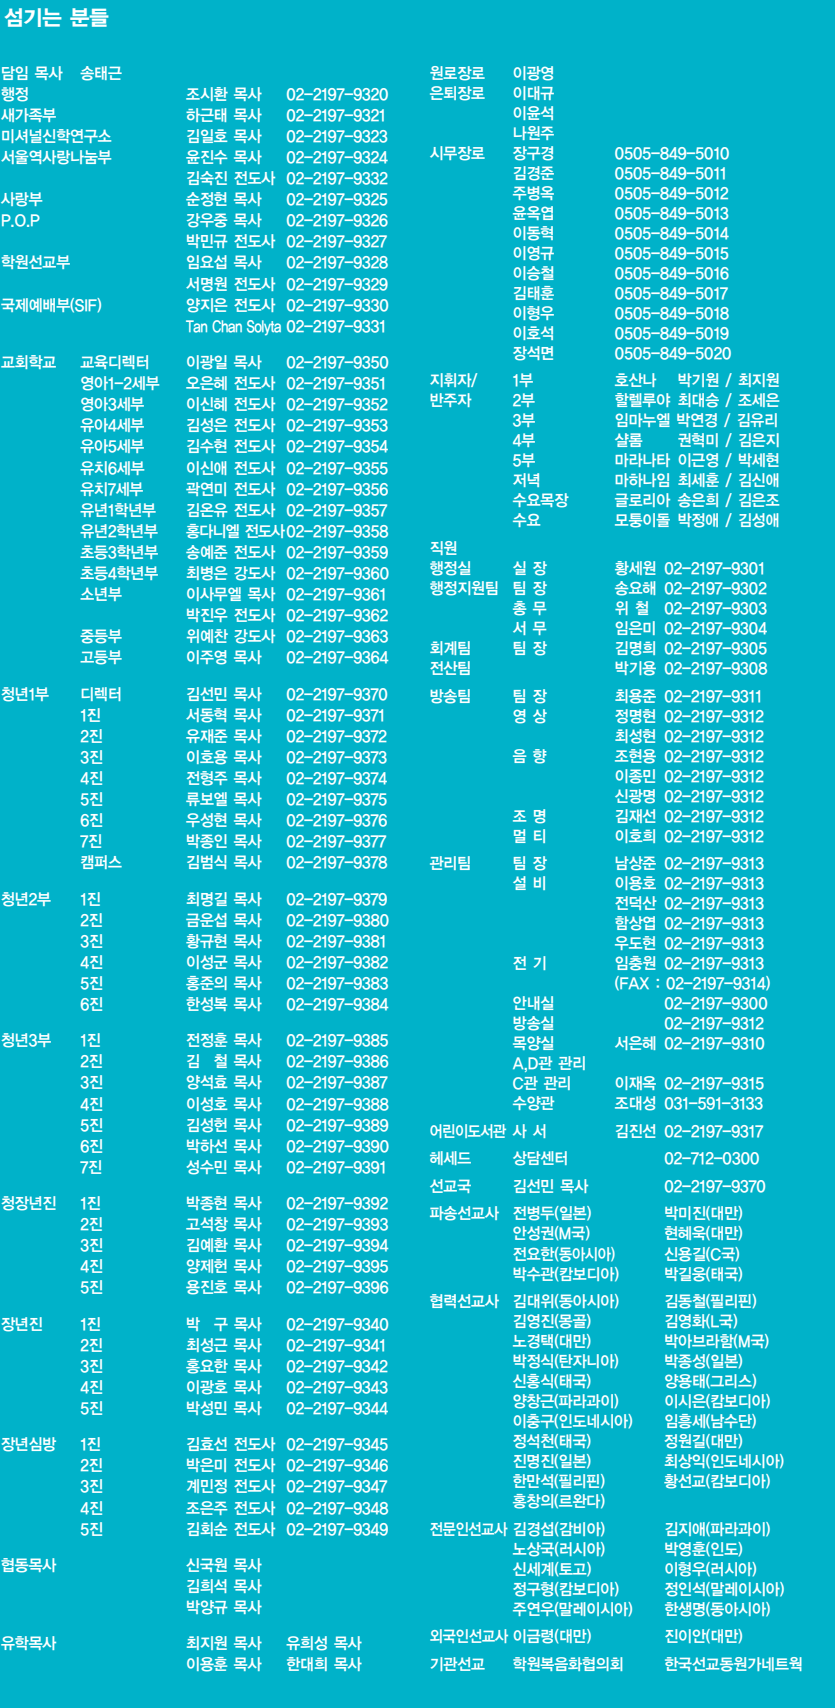 섬기는 분들
담임 목사 송태근
행정 조시환 목사 02-2197-9320
새가족부 하근태 목사 02-2197-9321
미셔널신학연구소 김일호 목사 02-2197-9323
서울역사랑나눔부 윤진수 목사 02-2197-9324
김숙진 전도사 02-2197-9332
사랑부 순정현 목사 02-2197-9325
P.O.P 강우중 목사 02-2197-9326
박민규 전도사 02-2197-9327
학원선교부 임요섭 목사 02-2197-9328
서명원 전도사 02-2197-9329
국제예배부(SIF) 양지은 전도사 02-2197-9330
Tan Chan Solyta 02-2197-9331
교회학교 교육디렉터 이광일 목사 02-2197-9350
영아1-2세부 오은혜 전도사 02-2197-9351
영아3세부 이신혜 전도사 02-2197-9352
유아4세부 김성은 전도사 02-2197-9353
유아5세부 김수현 전도사 02-2197-9354
유치6세부 이신애 전도사 02-2197-9355
유치7세부 곽연미 전도사 02-2197-9356
유년1학년부 김온유 전도사 02-2197-9357
유년2학년부 홍다니엘 전도사 02-2197-9358
초등3학년부 송예준 전도사 02-2197-9359
초등4학년부 최병은 강도사 02-2197-9360
소년부 이사무엘 목사 02-2197-9361
박진우 전도사 02-2197-9362
중등부 위예찬 강도사 02-2197-9363
고등부 이주영 목사 02-2197-9364
청년1부 디렉터 김선민 목사 02-2197-9370
1진 서동혁 목사 02-2197-9371
2진 유재준 목사 02-2197-9372
3진 이호용 목사 02-2197-9373
4진 전형주 목사 02-2197-9374
5진 류보엘 목사 02-2197-9375
6진 우성현 목사 02-2197-9376
7진 박종인 목사 02-2197-9377
캠퍼스 김범식 목사 02-2197-9378
청년2부 1진 최명길 목사 02-2197-9379
2진 금운섭 목사 02-2197-9380
3진 황규현 목사 02-2197-9381
4진 이성군 목사 02-2197-9382
5진 홍준의 목사 02-2197-9383
6진 한성복 목사 02-2197-9384
청년3부 1진 전정훈 목사 02-2197-9385
2진 김 철 목사 02-2197-9386
3진 양석효 목사 02-2197-9387
4진 이성호 목사 02-2197-9388
5진 김성헌 목사 02-2197-9389
6진 박하선 목사 02-2197-9390
7진 성수민 목사 02-2197-9391
청장년진 1진 박종현 목사 02-2197-9392
2진 고석창 목사 02-2197-9393
3진 김예환 목사 02-2197-9394
4진 양제헌 목사 02-2197-9395
5진 용진호 목사 02-2197-9396
장년진 1진 박 구 목사 02-2197-9340
2진 최성근 목사 02-2197-9341
3진 홍요한 목사 02-2197-9342
4진 이광호 목사 02-2197-9343
5진 박성민 목사 02-2197-9344
장년심방 1진 김효선 전도사 02-2197-9345
2진 박은미 전도사 02-2197-9346
3진 계민정 전도사 02-2197-9347
4진 조은주 전도사 02-2197-9348
5진 김회순 전도사 02-2197-9349
협동목사 신국원 목사
김희석 목사
박양규 목사
유학목사 최지원 목사 유희성 목사
이용훈 목사 한대희 목사
원로장로 이광영
은퇴장로 이대규
이윤석
나원주
시무장로 장구경 0505-849-5010
김경준 0505-849-5011
주병옥 0505-849-5012
윤옥엽 0505-849-5013
이동혁 0505-849-5014
이영규 0505-849-5015
이승철 0505-849-5016
김태훈 0505-849-5017
이형우 0505-849-5018
이호석 0505-849-5019
장석면 0505-849-5020
지휘자/ 1부 호산나 박기원 / 최지원
반주자 2부 할렐루야 최대승 / 조세은
3부 임마누엘 박연경 / 김유리
4부 샬롬 권혁미 / 김은지
5부 마라나타 이근영 / 박세현
저녁 마하나임 최세훈 / 김신애
수요목장 글로리아 송은희 / 김은조
수요 모퉁이돌 박정애 / 김성애
직원
행정실 실 장 황세원 02-2197-9301
행정지원팀 팀 장 송요해 02-2197-9302
총 무 위 철 02-2197-9303
서 무 임은미 02-2197-9304
회계팀 팀 장 김명희 02-2197-9305
전산팀 박기용 02-2197-9308
방송팀 팀 장 최용준 02-2197-9311
영 상 정명현 02-2197-9312
최성현 02-2197-9312
음 향 조현용 02-2197-9312
이종민 02-2197-9312
신광명 02-2197-9312
조 명 김재선 02-2197-9312
멀 티 이호희 02-2197-9312
관리팀 팀 장 남상준 02-2197-9313
설 비 이용호 02-2197-9313
전덕산 02-2197-9313
함상엽 02-2197-9313
우도현 02-2197-9313
전 기 임충원 02-2197-9313
(FAX : 02-2197-9314)
안내실 02-2197-9300
방송실 02-2197-9312
목양실 서은혜 02-2197-9310
A,D관 관리
C관 관리 이재옥 02-2197-9315
수양관 조대성 031-591-3133
어린이도서관 사 서 김진선 02-2197-9317
헤세드 상담센터 02-712-0300
선교국 김선민 목사 02-2197-9370
파송선교사 전병두(일본) 박미진(대만)
안성권(M국) 현혜욱(대만)
전요한(동아시아) 신용길(C국)
박수관(캄보디아) 박길웅(태국)
협력선교사 김대위(동아시아) 김동철(필리핀)
김영진(몽골) 김영화(L국)
노경택(대만) 박아브라함(M국)
박정식(탄자니아) 박종성(일본)
신홍식(태국) 양용태(그리스)
양창근(파라과이) 이시은(캄보디아)
이충구(인도네시아) 임흥세(남수단)
정석천(태국) 정원길(대만)
진명진(일본) 최상익(인도네시아)
한만석(필리핀) 황선교(캄보디아)
홍창의(르완다)
전문인선교사 김경섭(감비아) 김지애(파라과이)
노상국(러시아) 박영훈(인도)
신세계(토고) 이형우(러시아)
정구형(캄보디아) 정인석(말레이시아)
주연우(말레이시아) 한생명(동아시아)
외국인선교사 이금령(대만) 진이안(대만)
기관선교 학원복음화협의회 한국선교동원가네트웍